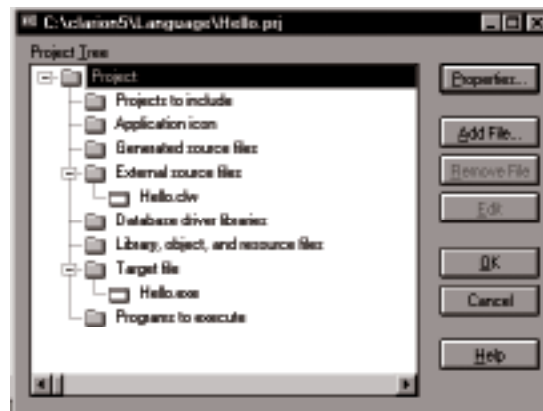 C:\clarion5\Language\Hello.prj
Project Tree
Project
Projects to include
Application icon
Generated source files
External source files
Hello.clw
Database driver libraries
Library, object, and resource files
Target file
Hello.exe
Programs to execute
Properties...
Add File...
Remove File
Edit
OK
Cancel
Help